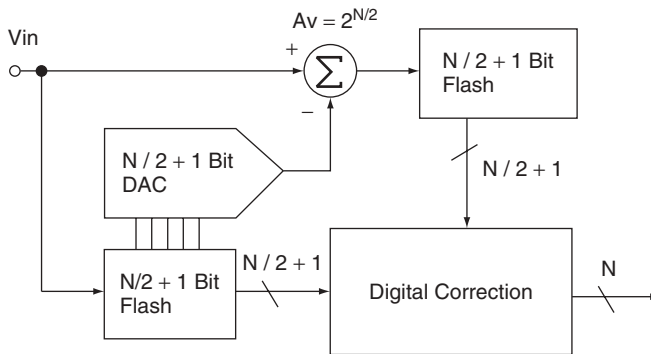 Av = 2^N/2
Vin
+
Σ
N / 2 + 1 Bit
Flash
−
N / 2 + 1 Bit
DAC
N / 2 + 1
N/2 + 1 Bit
Flash
N / 2 + 1
Digital Correction
N